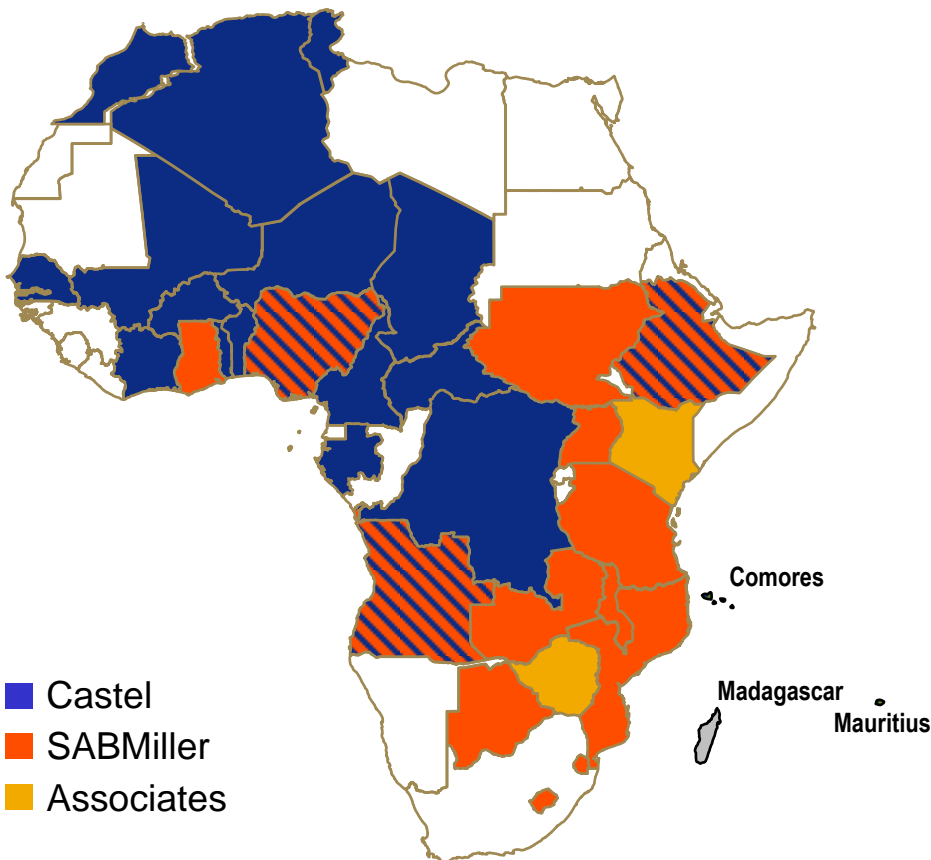 Comores
Madagascar
Mauritius
Castel
SABMiller
Associates